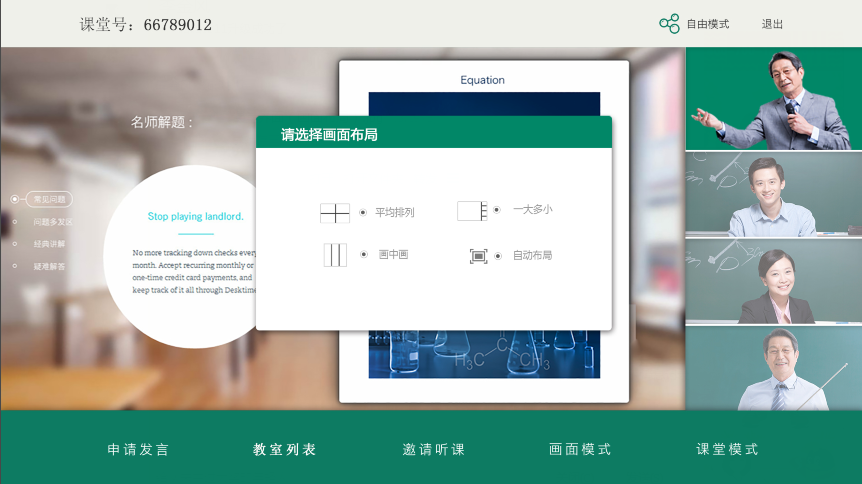 课堂号：66789012
自由模式
退出
Equation
名师解题：
请选择画面布局
常见问题
问题多发区
经典讲解
疑难解答
Stop playing landlord.
No more tracking down checks every
month. Accept recurring monthly or
one-time credit card payments, and
keep track of it all through Desktime
平均排列
一大多小
画中画
自动布局
H₃C
C
CH₃
申请发言
教室列表
邀请听课
画面模式
课堂模式